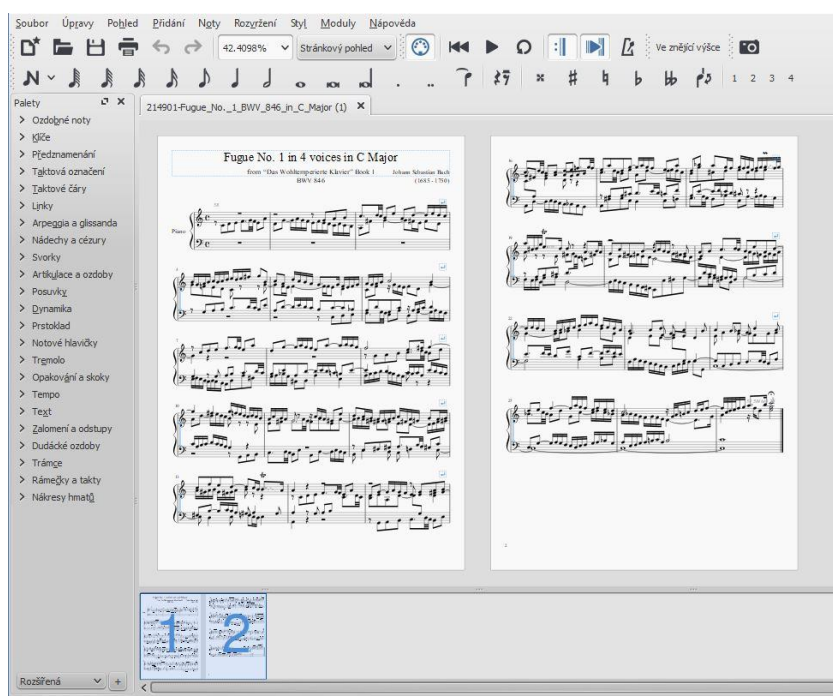 Soubor Úpravy Pohled Přidání Noty Rozvržení Styl Moduly Nápověda
42.4098% Stránkový pohled Ve znějící výšce
1 2 3 4
Palety
214901-Fugue_No._1_BWV_846_in_C_Major (1)
Ozdobné noty
Klíče
Předznamenání
Taktová označení
Taktové čáry
Linky
Arpeggia a glissanda
Nádechy a cézury
Svorky
Artikulace a ozdoby
Posuvky
Dynamika
Prstoklad
Notové hlavičky
Tremolo
Opakování a skoky
Tempo
Text
Zalomení a odstupy
Dudácké ozdoby
Trámce
Rámečky a takty
Nákresy hmatů
Rozšířená
Fugue No. 1 in 4 voices in C Major
from "Das Wohltemperierte Klavier" Book 1 Johann Sebastian Bach
BWV 846 (1685 - 1750)
Piano
2
1 2